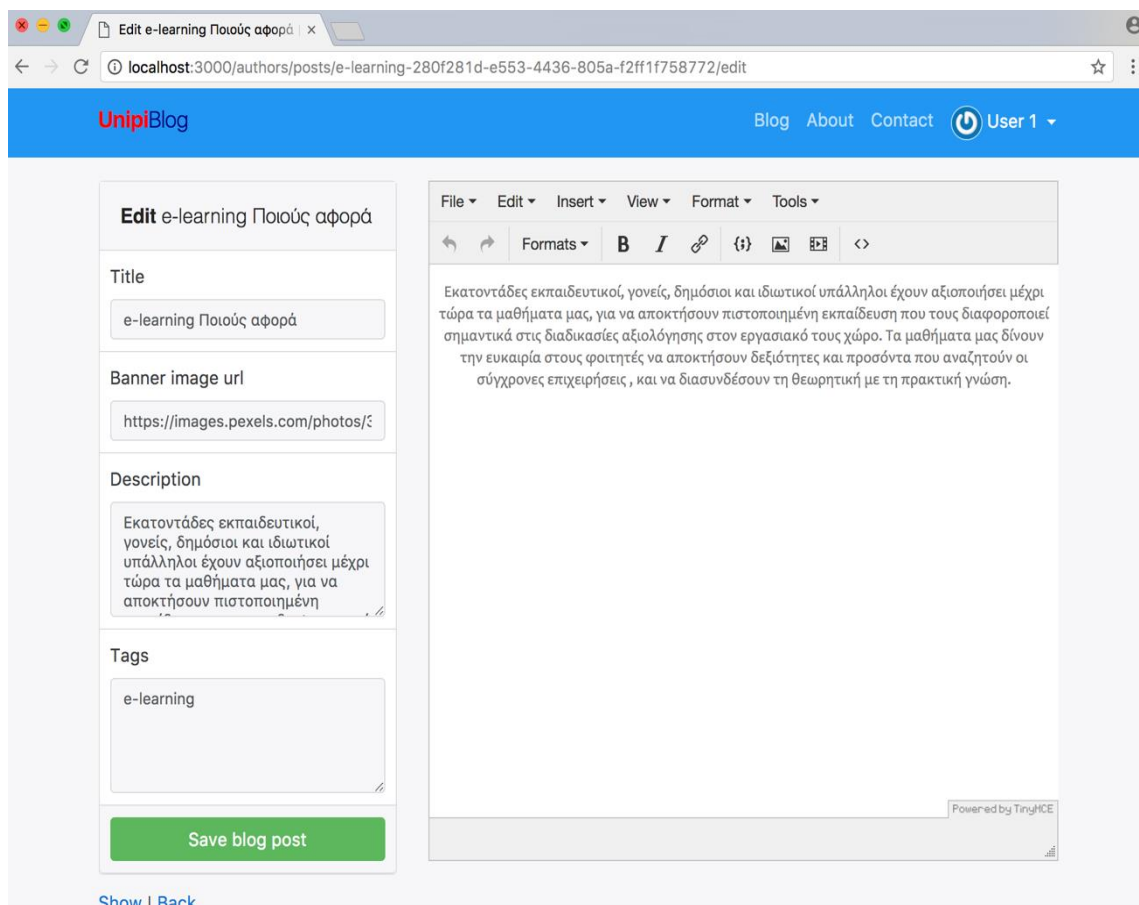 Edit e-learning Ποιούς αφορά
localhost:3000/authors/posts/e-learning-280f281d-e553-4436-805a-f2ff1f758772/edit
UnipiBlog
Blog About Contact User 1
Edit e-learning Ποιούς αφορά
Title
e-learning Ποιούς αφορά
Banner image url
https://images.pexels.com/photos/3
Description
Εκατοντάδες εκπαιδευτικοί,
γονείς, δημόσιοι και ιδιωτικοί
υπάλληλοι έχουν αξιοποιήσει μέχρι
τώρα τα μαθήματα μας, για να
αποκτήσουν πιστοποιημένη
Tags
e-learning
Save blog post
Show | Back
File Edit Insert View Format Tools
Formats B I {;} <>
Εκατοντάδες εκπαιδευτικοί, γονείς, δημόσιοι και ιδιωτικοί υπάλληλοι έχουν αξιοποιήσει μέχρι
τώρα τα μαθήματα μας, για να αποκτήσουν πιστοποιημένη εκπαίδευση που τους διαφοροποιεί
σημαντικά στις διαδικασίες αξιολόγησης στον εργασιακό τους χώρο. Τα μαθήματα μας δίνουν
την ευκαιρία στους φοιτητές να αποκτήσουν δεξιότητες και προσόντα που αναζητούν οι
σύγχρονες επιχειρήσεις , και να διασυνδέσουν τη θεωρητική με τη πρακτική γνώση.
Powered by TinyMCE